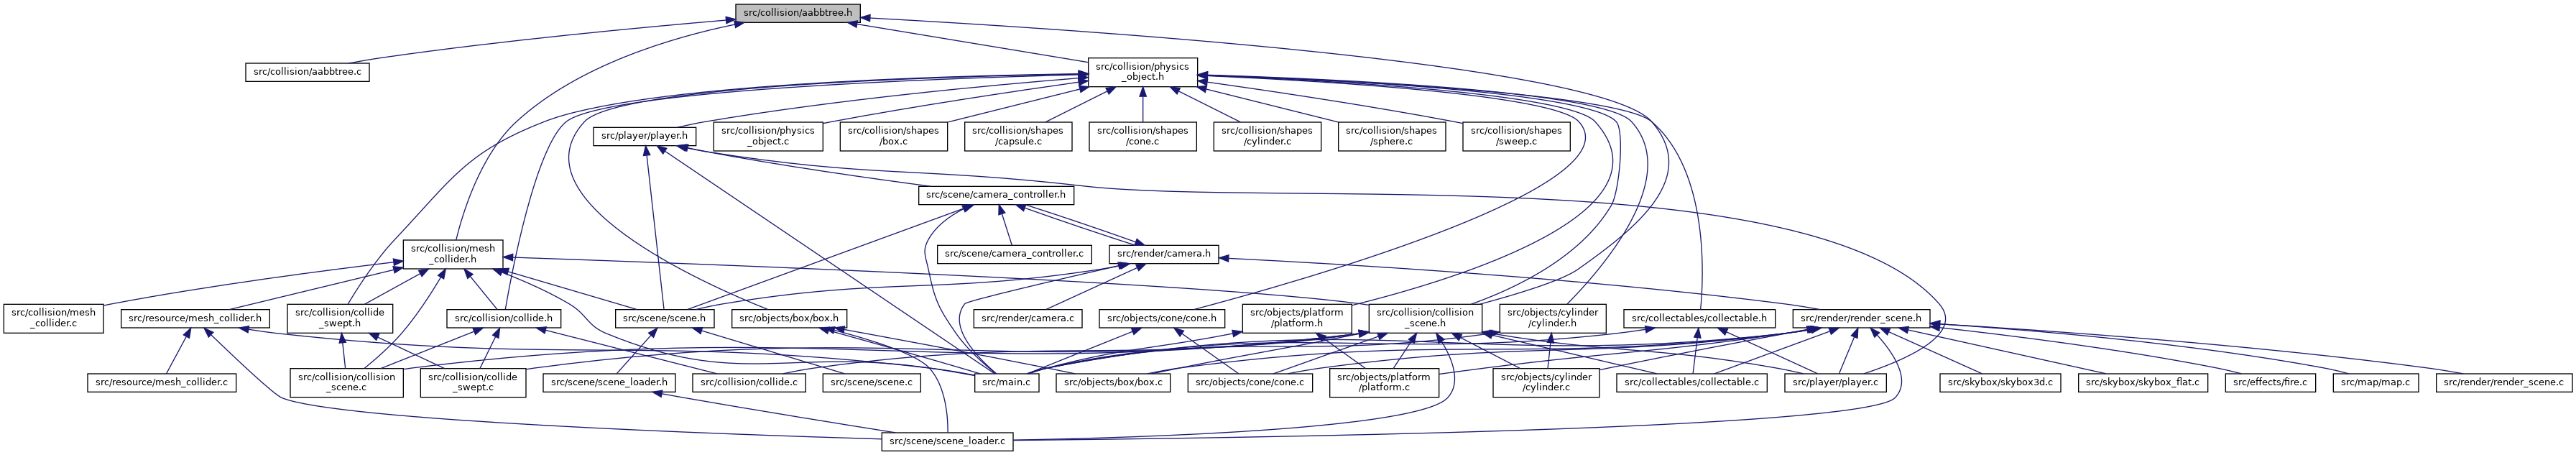 src/collision/aabbtree.h
src/collision/aabbtree.c
src/collision/physics
_object.h
src/player/player.h
src/collision/physics
_object.c
src/collision/shapes
/box.c
src/collision/shapes
/capsule.c
src/collision/shapes
/cone.c
src/collision/shapes
/cylinder.c
src/collision/shapes
/sphere.c
src/collision/shapes
/sweep.c
src/scene/camera_controller.h
src/collision/mesh
_collider.h
src/scene/camera_controller.c
src/render/camera.h
src/collision/mesh
_collider.c
src/resource/mesh_collider.h
src/collision/collide
_swept.h
src/collision/collide.h
src/scene/scene.h
src/objects/box/box.h
src/render/camera.c
src/objects/cone/cone.h
src/objects/platform
/platform.h
src/collision/collision
_scene.h
src/objects/cylinder
/cylinder.h
src/collectables/collectable.h
src/render/render_scene.h
src/resource/mesh_collider.c
src/collision/collision
_scene.c
src/collision/collide
_swept.c
src/scene/scene_loader.h
src/collision/collide.c
src/scene/scene.c
src/main.c
src/objects/box/box.c
src/objects/cone/cone.c
src/objects/platform
/platform.c
src/objects/cylinder
/cylinder.c
src/collectables/collectable.c
src/player/player.c
src/skybox/skybox3d.c
src/skybox/skybox_flat.c
src/effects/fire.c
src/map/map.c
src/render/render_scene.c
src/scene/scene_loader.c